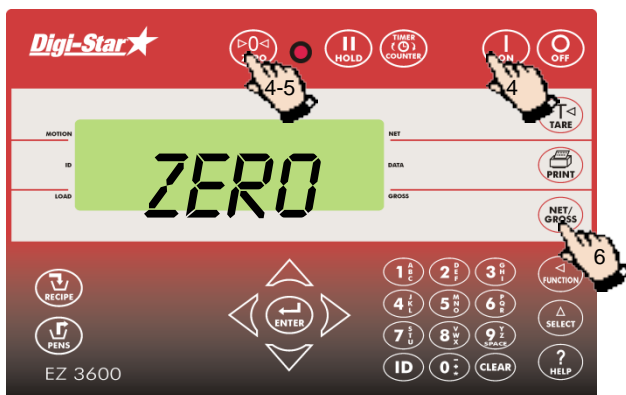 Digi-Star
▷0◁ ZERO
HOLD
TIMER
COUNTER
ON
O
OFF
4-5
4
T◁
TARE
MOTION
NET
ID
DATA
PRINT
LOAD
GROSS
ZERO
NET/
GROSS
6
RECIPE
1 A B C
2 D E F
3 G H I
FUNCTION
4 J K L
5 M N O
6 P Q R
ENTER
SELECT
PENS
7 S T U
8 V W X
9 Y Z SPACE
ID
0 - + *
CLEAR
?
HELP
EZ 3600